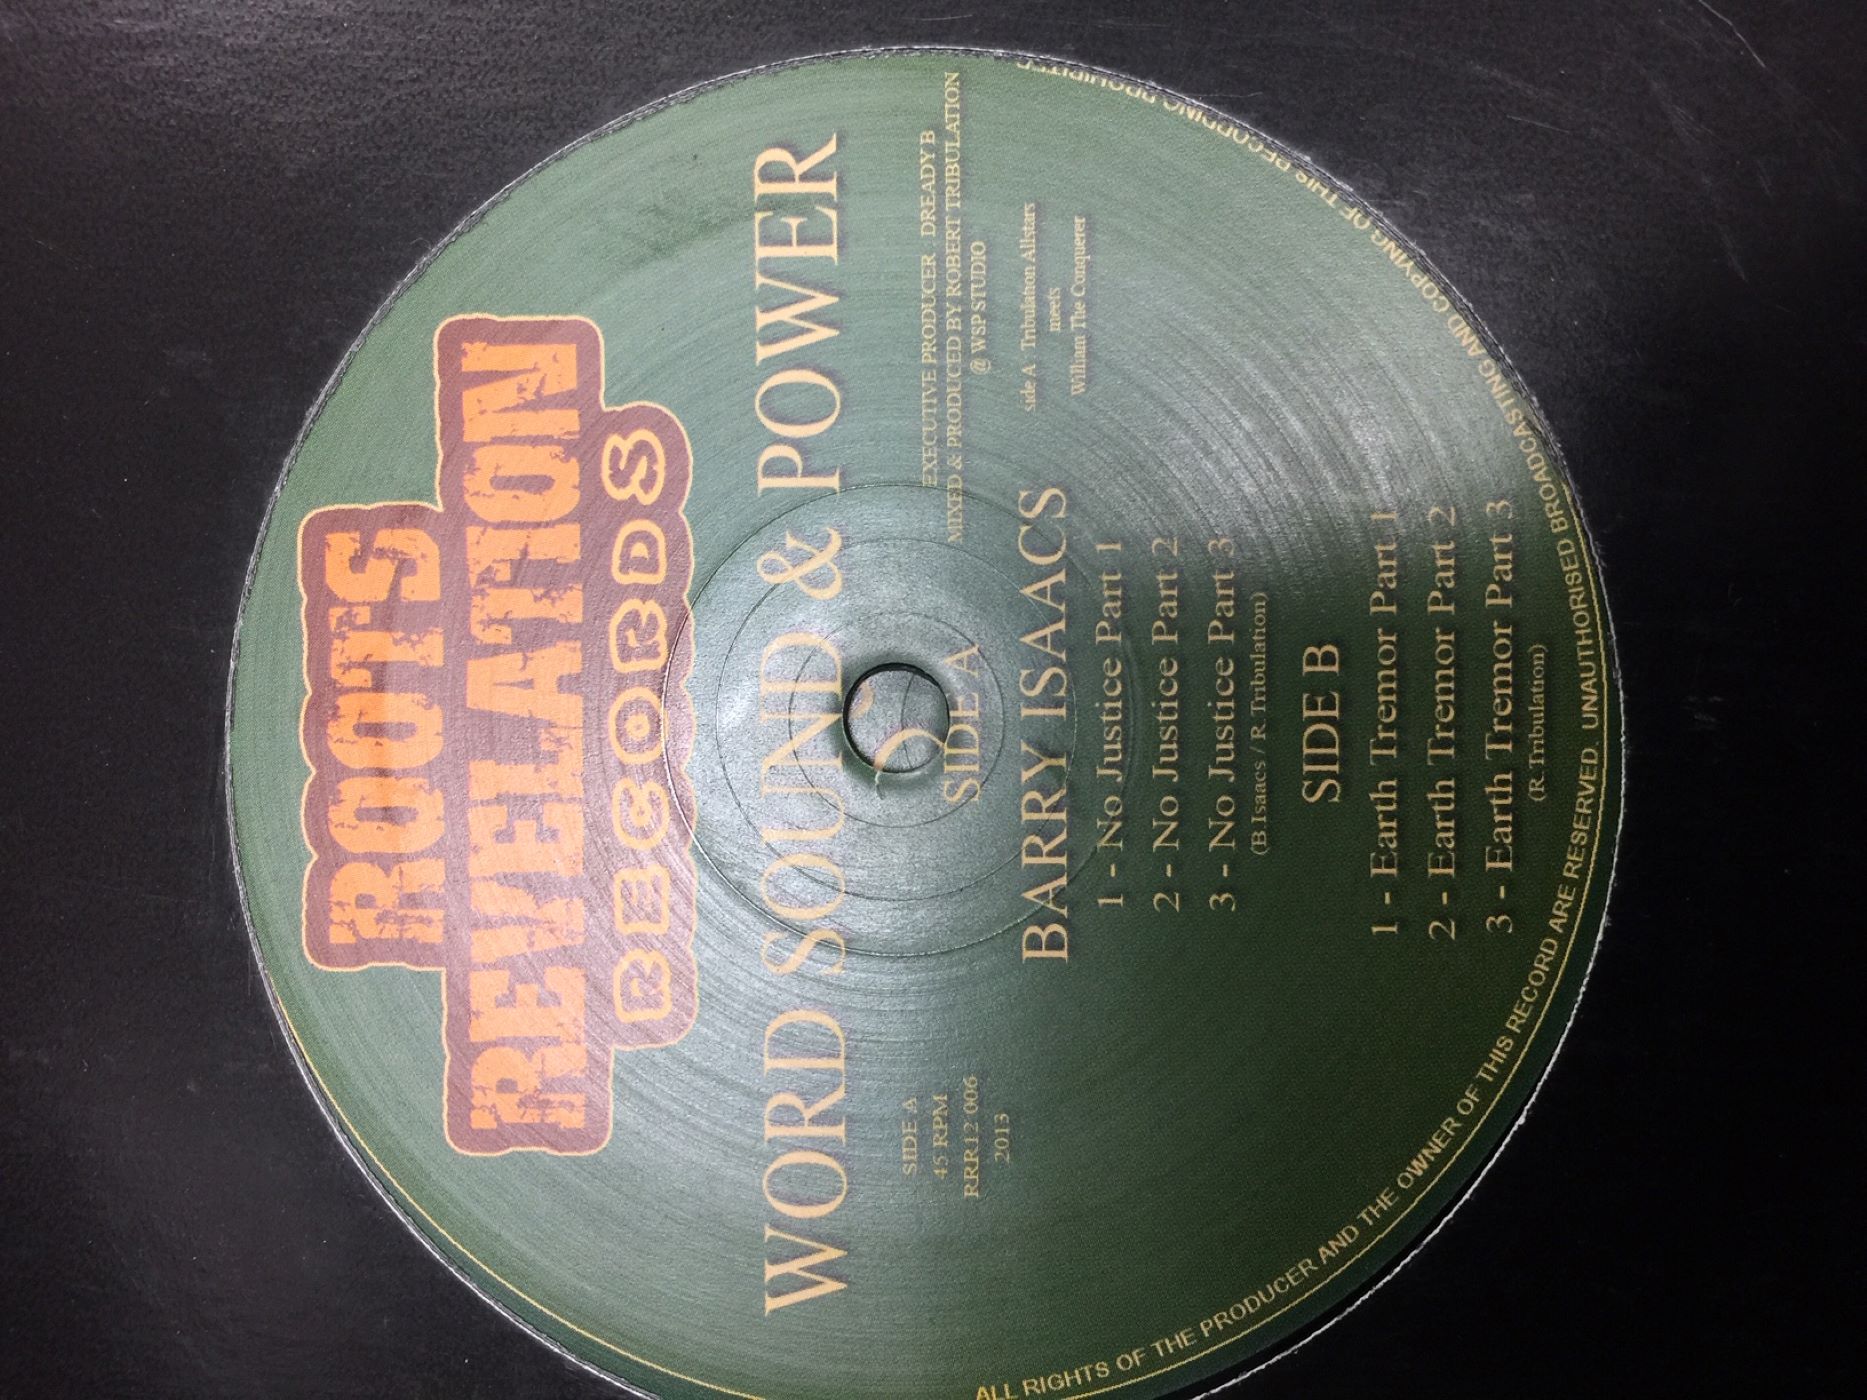 ROOTS
REVELATION
RECORDS
WORD SOUND & POWER
SIDE A
45 RPM
RRR12 006
2013
EXECUTIVE PRODUCER DREADY B
MIXED & PRODUCED BY ROBERT TRIBULATION
@ WSP STUDIO
side A Tribulation Allstars
meets
William The Conquerer
SIDE A
BARRY ISAACS
1 - No Justice Part 1
2 - No Justice Part 2
3 - No Justice Part 3
(B.Isaacs / R.Tribulation)
SIDE B
1 - Earth Tremor Part 1
2 - Earth Tremor Part 2
3 - Earth Tremor Part 3
(R.Tribulation)
ALL RIGHTS OF THE PRODUCER AND THE OWNER OF THIS RECORD ARE RESERVED. UNAUTHORISED BROADCASTING AND COPYING OF THIS RECORDING PROHIBITED